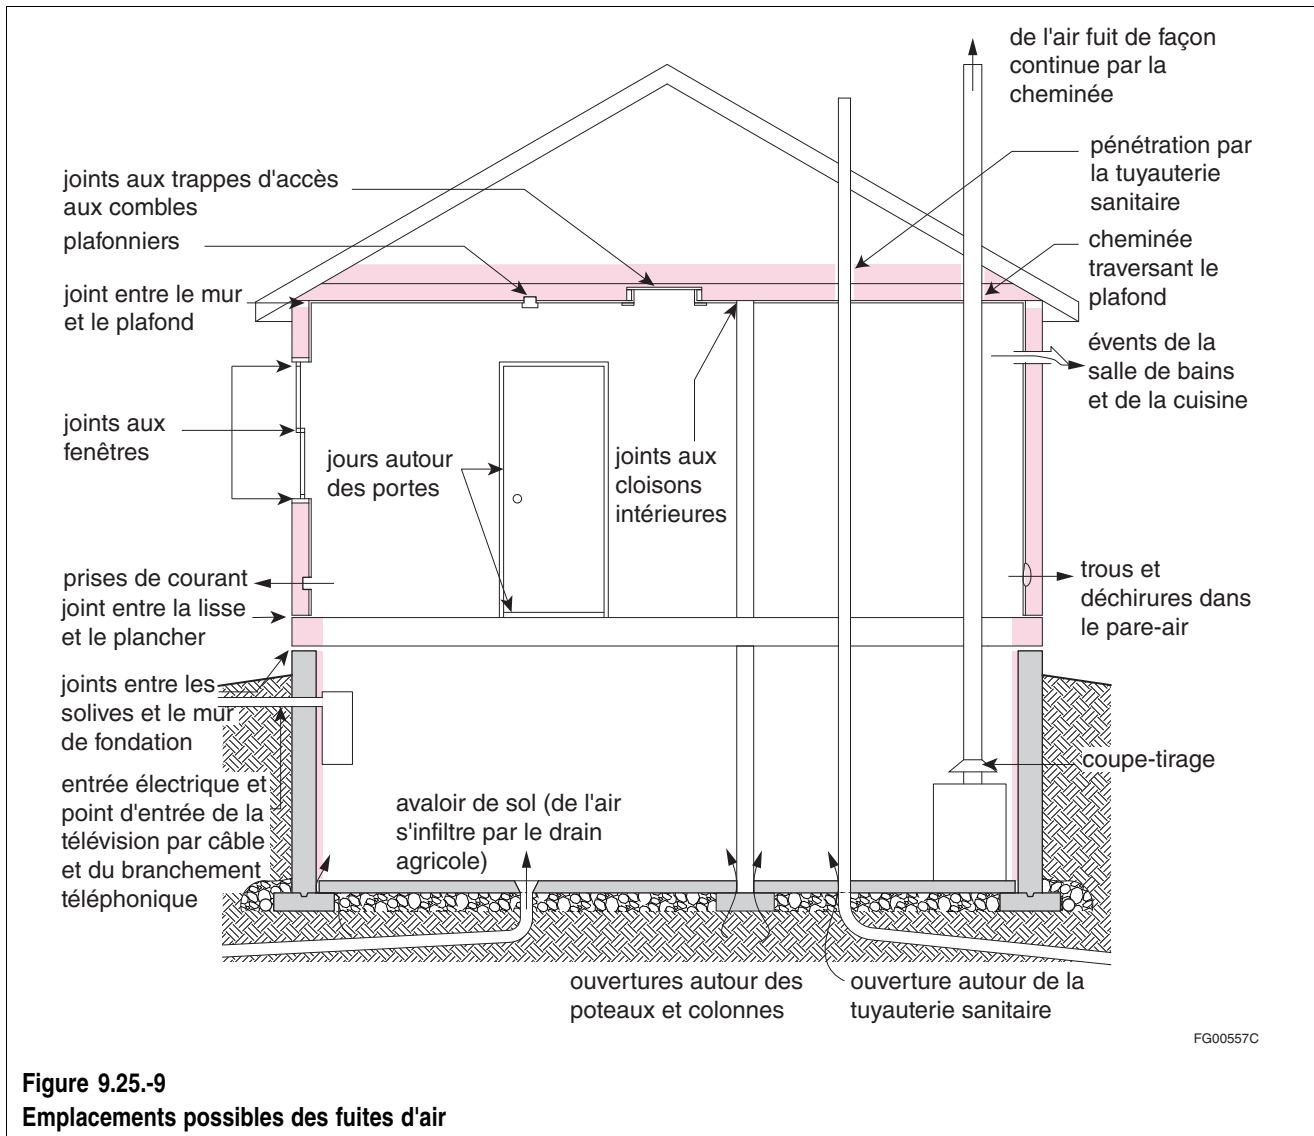 de l'air fuit de façon
continue par la
cheminée
pénétration par
la tuyauterie
sanitaire
joints aux trappes d'accès
aux combles
plafonniers
cheminée
traversant le
plafond
joint entre le mur
et le plafond
évents de la
salle de bains
et de la cuisine
joints aux
fenêtres
jours autour
des portes
joints aux
cloisons
intérieures
prises de courant
joint entre la lisse
et le plancher
trous et
déchirures dans
le pare-air
joints entre les
solives et le mur
de fondation
coupe-tirage
entrée électrique et
point d'entrée de la
télévision par câble
et du branchement
téléphonique
avaloir de sol (de l'air
s'infiltre par le drain
agricole)
ouvertures autour des
poteaux et colonnes
ouverture autour de la
tuyauterie sanitaire
FG00557C
Figure 9.25.-9
Emplacements possibles des fuites d'air